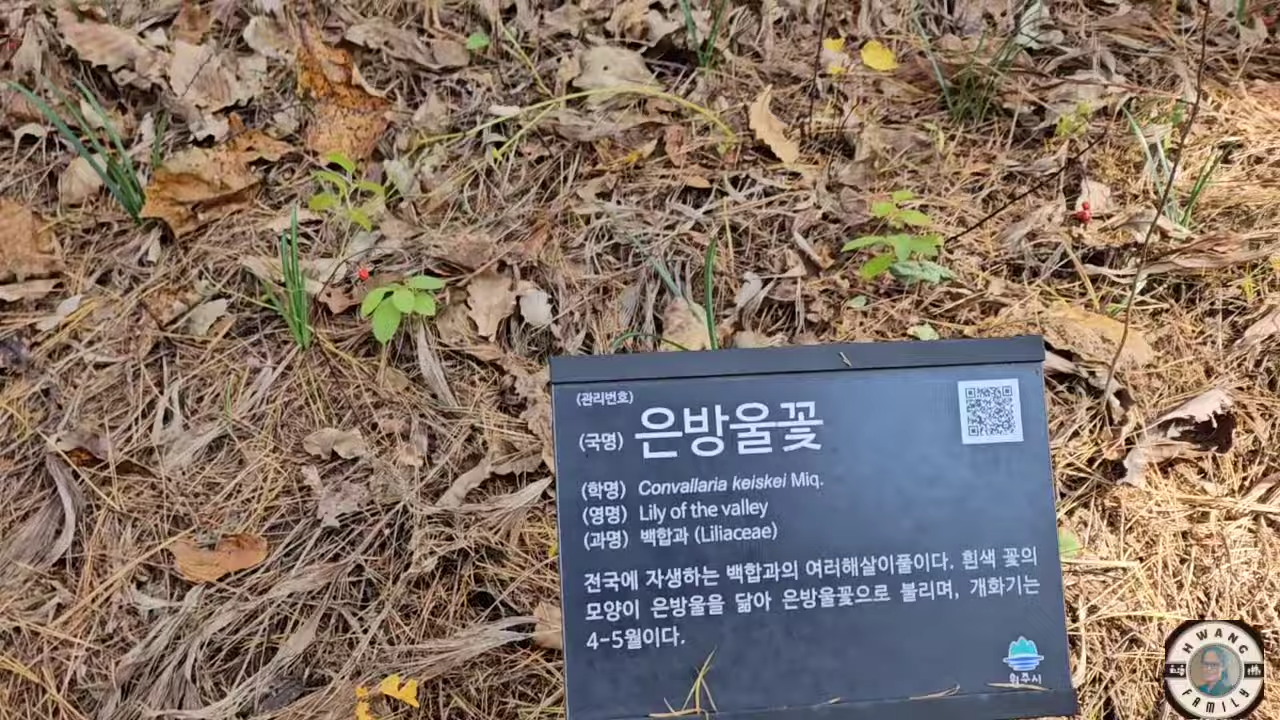 (관리번호)
(국명) 은방울꽃
(학명) Convallaria keiskei Miq.
(영명) Lily of the valley
(과명) 백합과 (Liliaceae)
전국에 자생하는 백합과의 여러해살이풀이다. 흰색 꽃의
모양이 은방울을 닮아 은방울꽃으로 불리며, 개화기는
4-5월이다.
원주시
HWANG
FAMILY